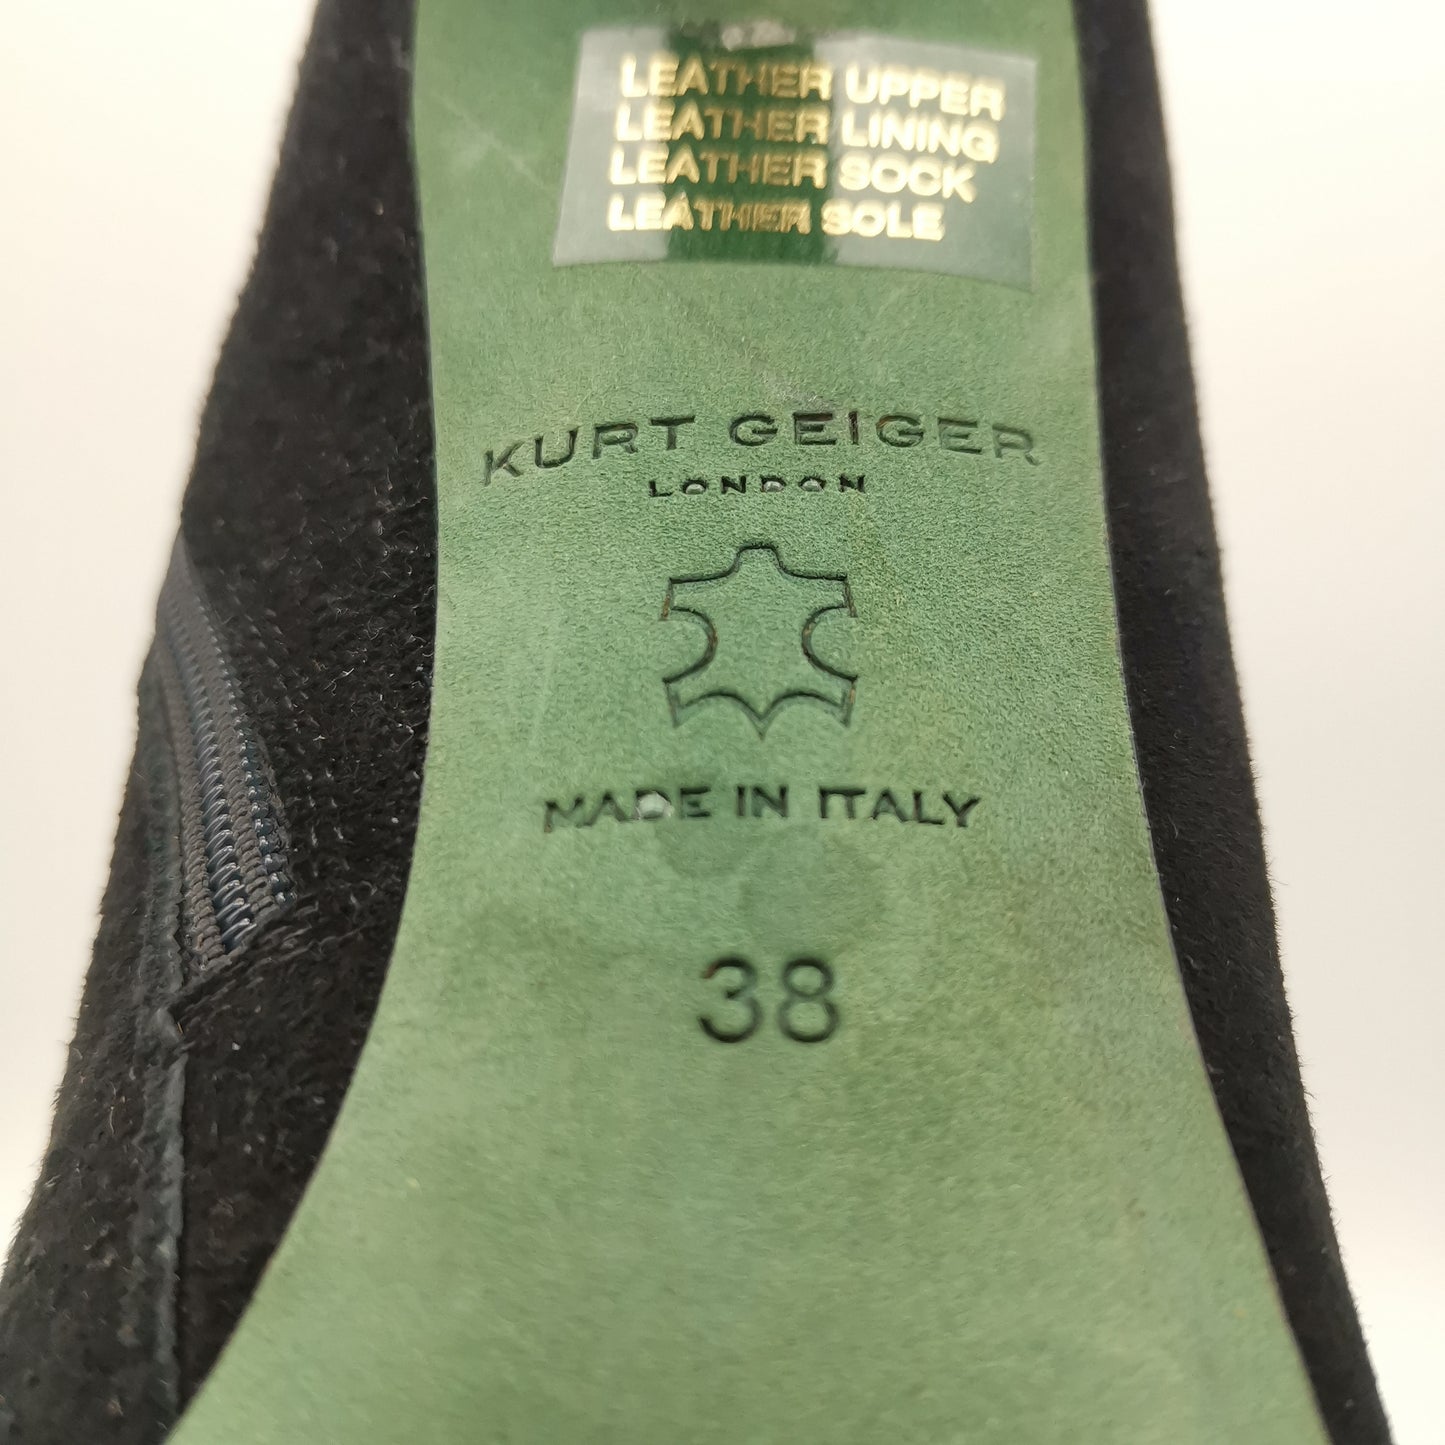 LEATHER UPPER
LEATHER LINING
LEATHER SOCK
LEATHER SOLE
KURT GEIGER
LONDON
MADE IN ITALY
38